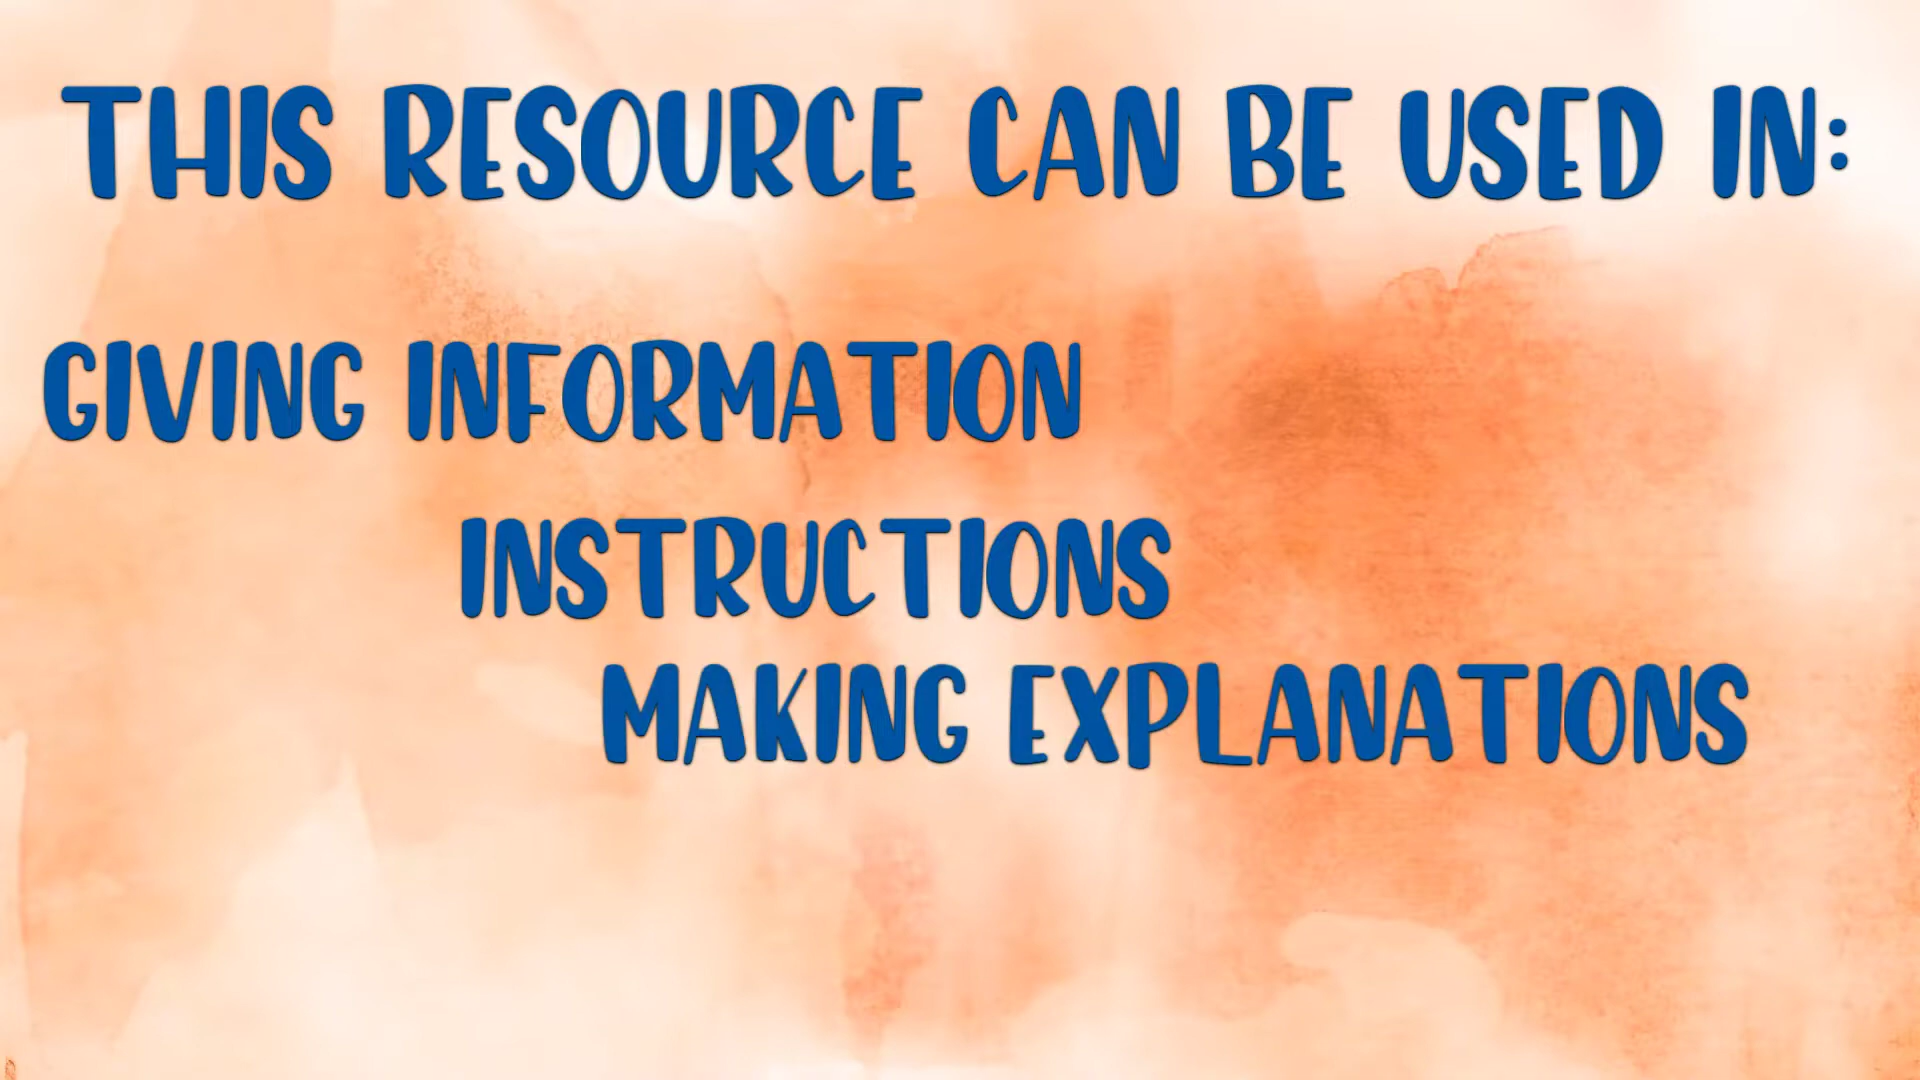 THIS RESOURCE CAN BE USED IN:
GIVING INFORMATION
INSTRUCTIONS
MAKING EXPLANATIONS